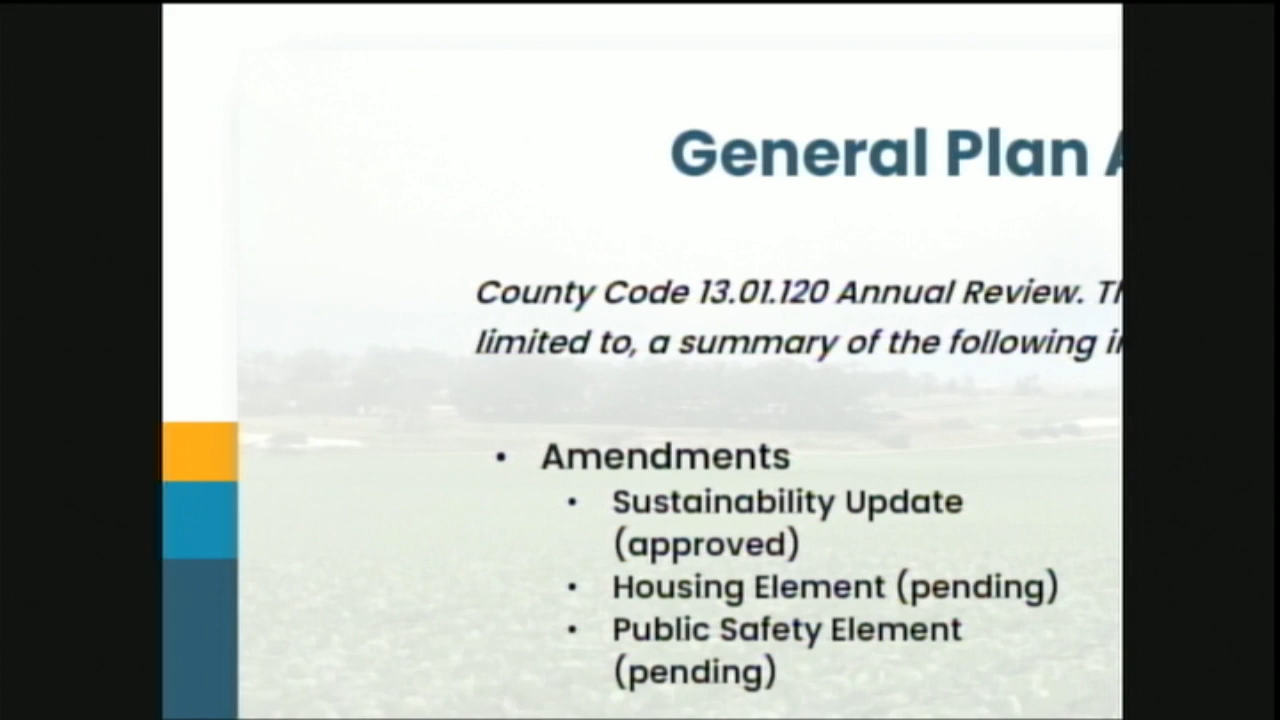 General Plan
County Code 13.01.120 Annual Review.
limited to, a summary of the following
• Amendments
• Sustainability Update
(approved)
• Housing Element (pending)
• Public Safety Element
(pending)